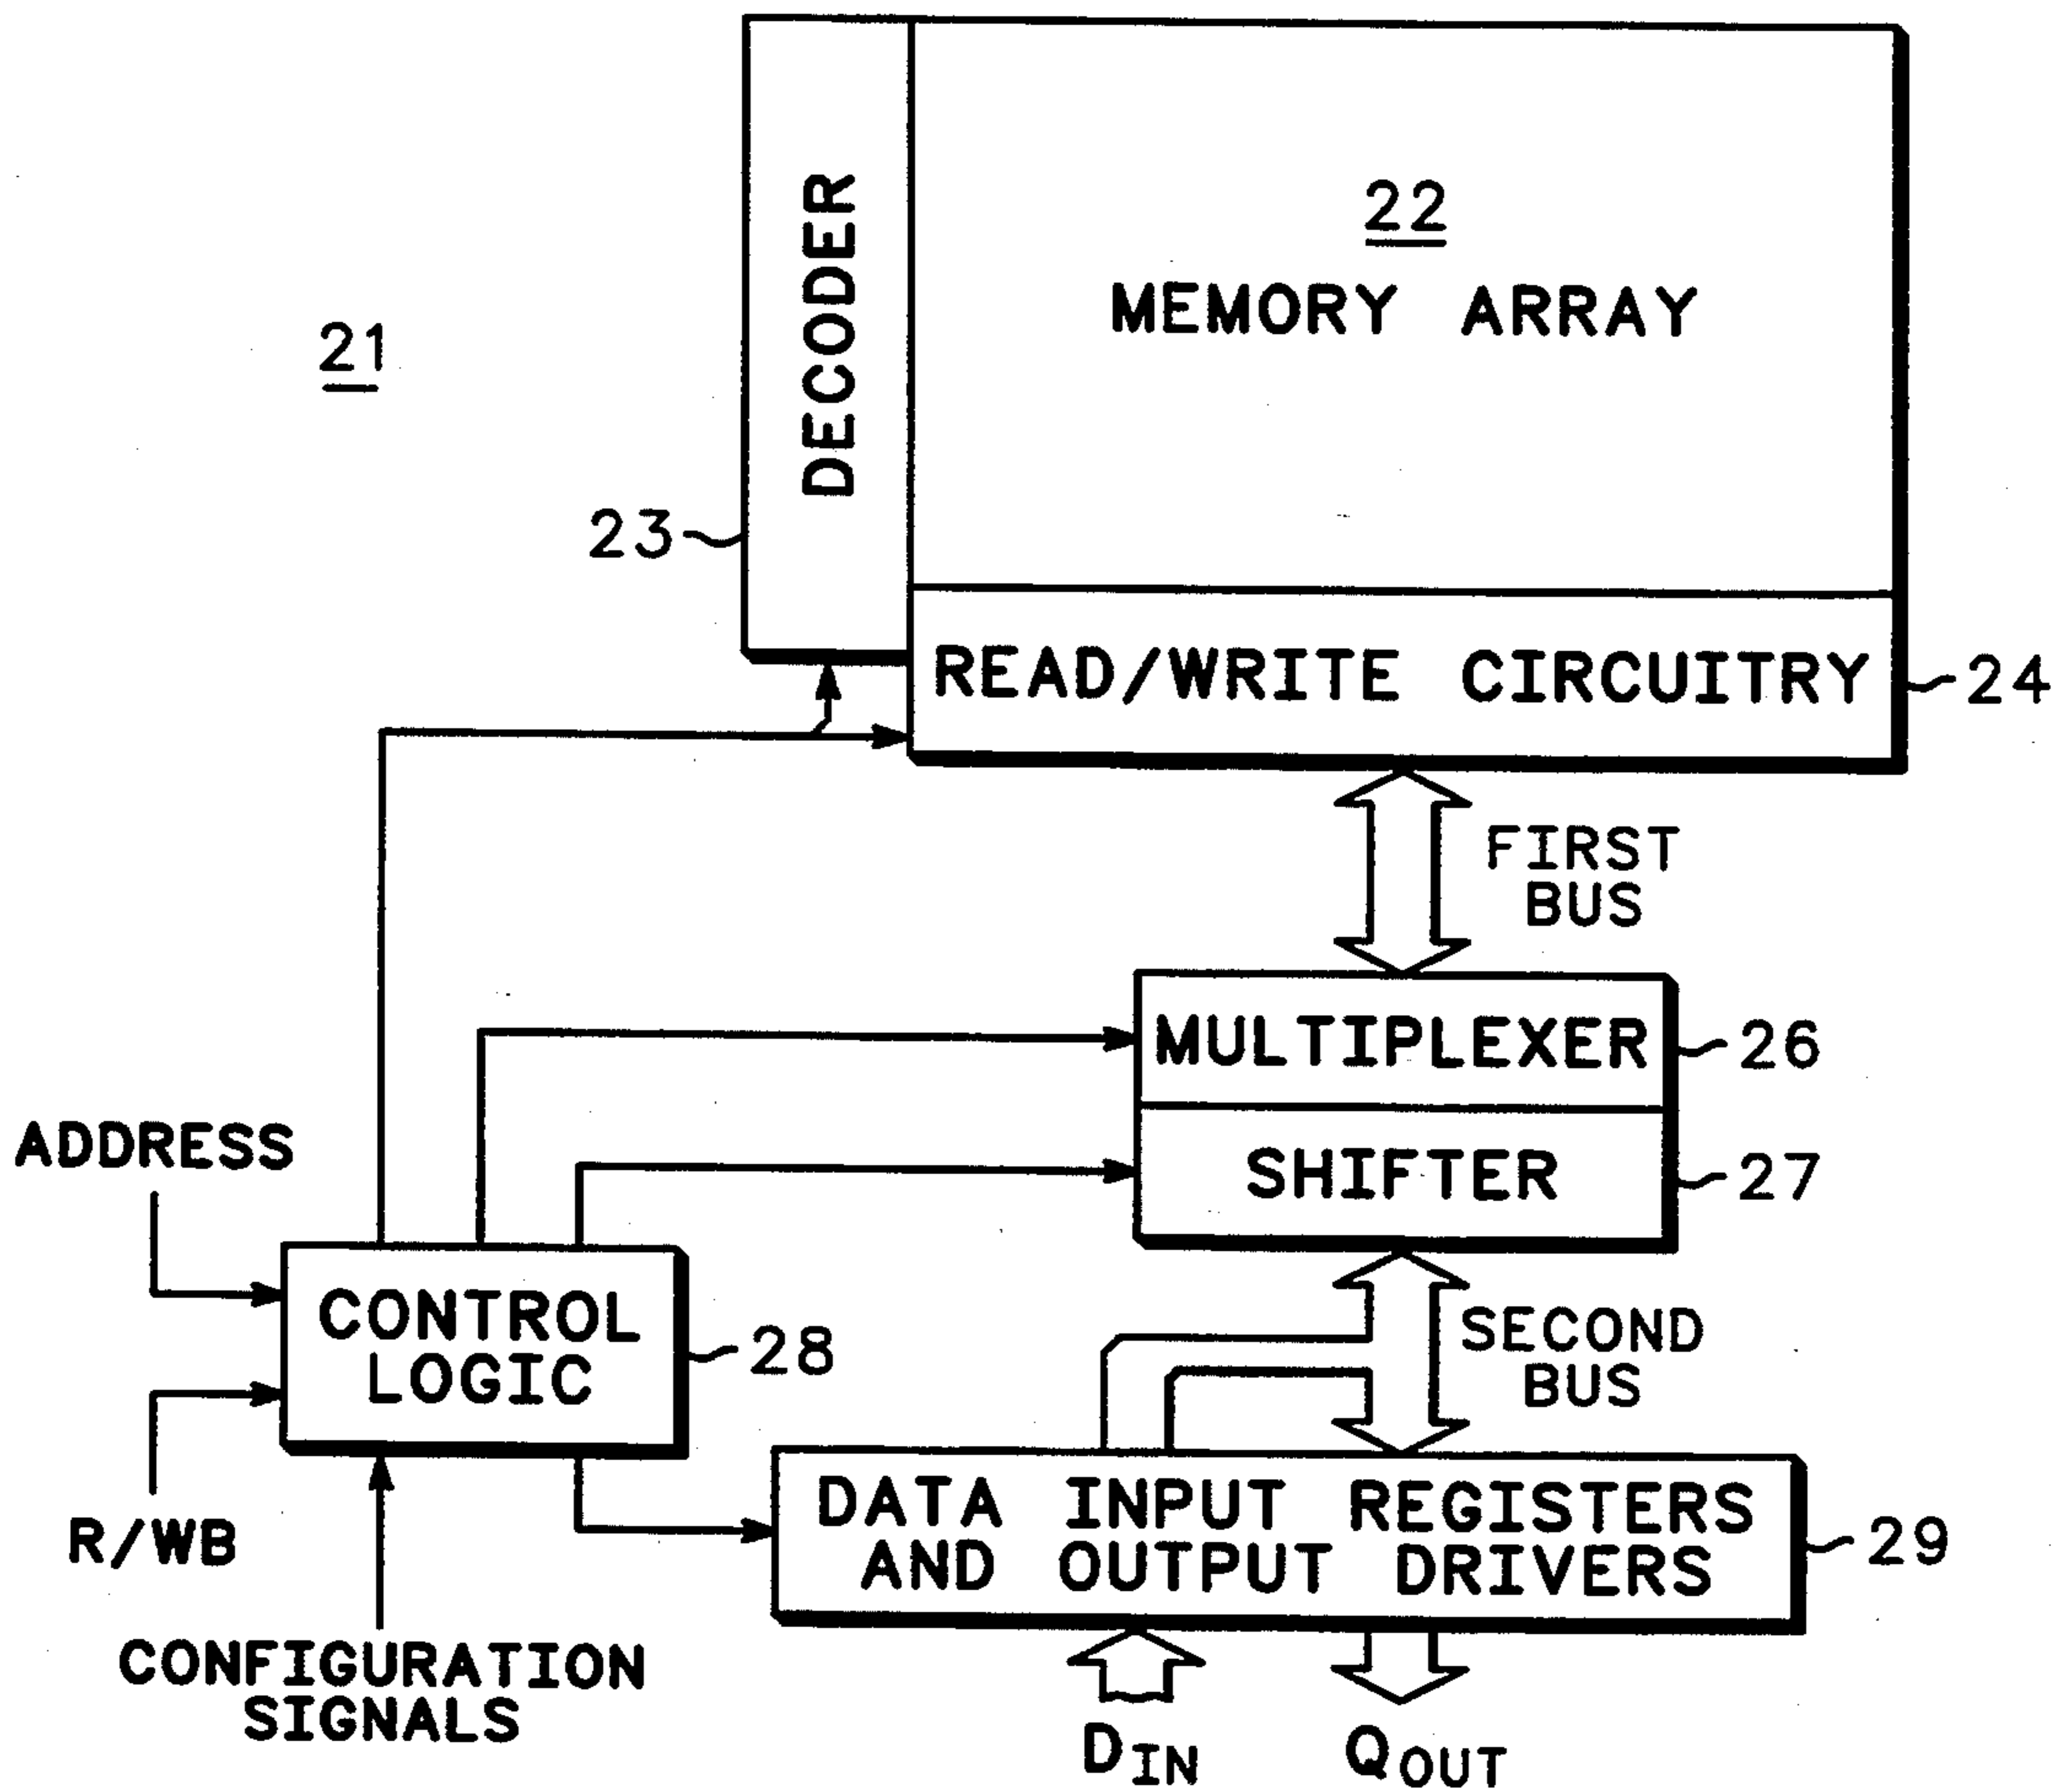 22
MEMORY ARRAY
DECODER
21
23
READ/WRITE CIRCUITRY
24
FIRST
BUS
MULTIPLEXER
26
SHIFTER
27
ADDRESS
CONTROL
LOGIC
28
SECOND
BUS
R/WB
DATA INPUT REGISTERS
AND OUTPUT DRIVERS
29
CONFIGURATION
SIGNALS
DIN
QOUT